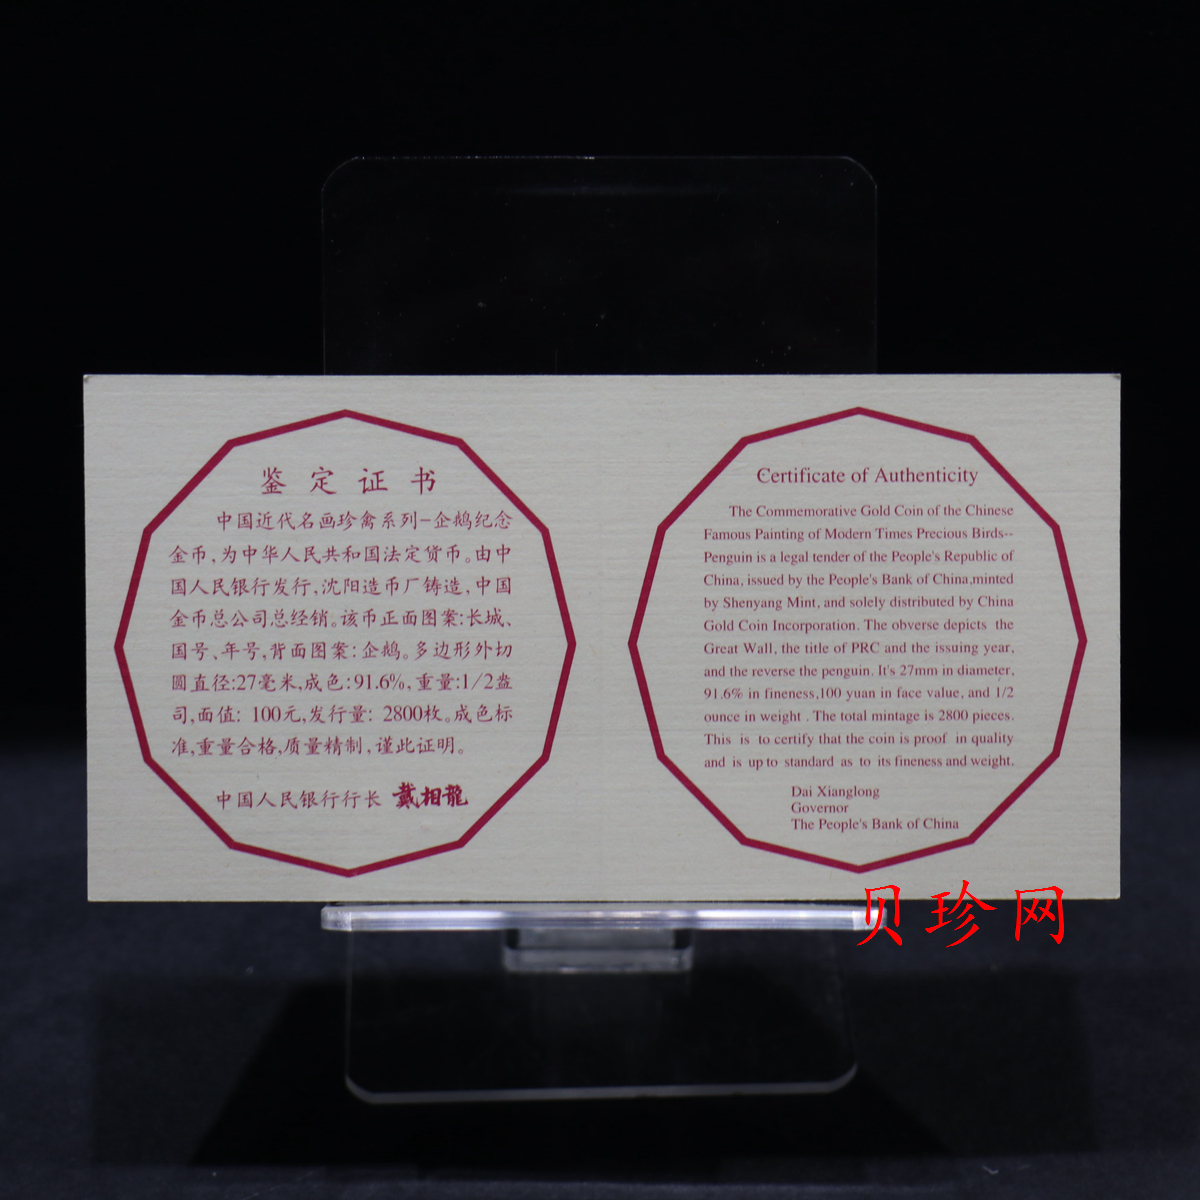 鉴定证书
中国近代名画珍禽系列-企鹅纪念
金币,为中华人民共和国法定货币。由中
国人民银行发行,沈阳造币厂铸造,中国
金币总公司总经销。该币正面图案:长城、
国号、年号,背面图案:企鹅。多边形外切
圆直径:27毫米,成色:91.6%,重量:1/2盎
司,面值: 100元,发行量: 2800枚。成色标
准,重量合格,质量精制,谨此证明。
中国人民银行行长 戴相龍
Certificate of Authenticity
The Commemorative Gold Coin of the Chinese
Famous Painting of Modern Times Precious Birds--
Penguin is a legal tender of the People's Republic of
China, issued by the People's Bank of China,minted
by Shenyang Mint, and solely distributed by China
Gold Coin Incorporation. The obverse depicts the
Great Wall, the title of PRC and the issuing year,
and the reverse the penguin. It's 27mm in diameter,
91.6% in fineness,100 yuan in face value, and 1/2
ounce in weight . The total mintage is 2800 pieces.
This is to certify that the coin is proof in quality
and is up to standard as to its fineness and weight.
Dai Xianglong
Governor
The People's Bank of China
贝珍网